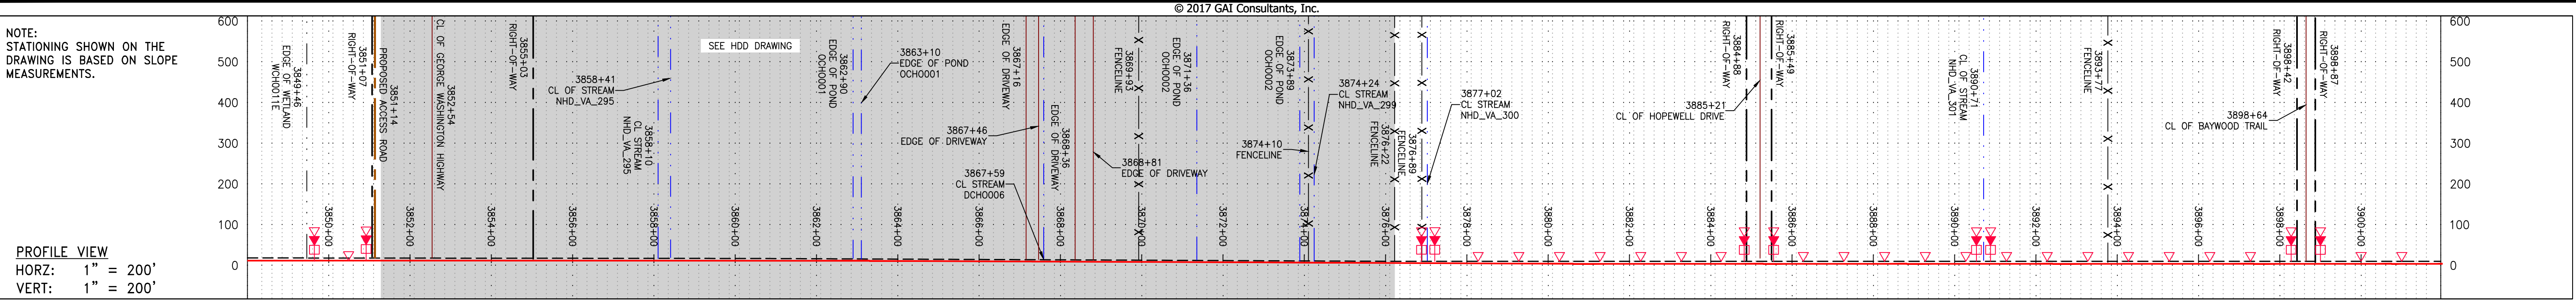 © 2017 GAI Consultants, Inc.
NOTE:
STATIONING SHOWN ON THE
DRAWING IS BASED ON SLOPE
MEASUREMENTS.
PROFILE VIEW
HORZ: 1" = 200'
VERT: 1" = 200'
600
500
400
300
200
100
0
3849+46
EDGE OF WETLAND
WCHO011E
3851+07
RIGHT-OF-WAY
3851+14
PROPOSED ACCESS ROAD
3852+54
CL OF GEORGE WASHINGTON HIGHWAY
3855+03
RIGHT-OF-WAY
3858+41
CL OF STREAM
NHD_VA_295
3858+10
CL STREAM
NHD_VA_295
SEE HDD DRAWING
3862+90
EDGE OF POND
OCHO001
3863+10
EDGE OF POND
OCHO001
3867+16
EDGE OF DRIVEWAY
3867+46
EDGE OF DRIVEWAY
3867+59
CL STREAM
DCHO006
3868+36
EDGE OF DRIVEWAY
3868+81
EDGE OF DRIVEWAY
3869+93
FENCELINE
3871+36
EDGE OF POND
OCHO002
3873+89
EDGE OF POND
OCHO002
3874+10
FENCELINE
3874+24
CL STREAM
NHD_VA_299
3876+22
FENCELINE
3876+89
FENCELINE
3877+02
CL STREAM
NHD_VA_300
3884+88
RIGHT-OF-WAY
3885+21
CL OF HOPEWELL DRIVE
3885+49
RIGHT-OF-WAY
3890+71
CL OF STREAM
NHD_VA_301
3893+77
FENCELINE
3898+42
RIGHT-OF-WAY
3898+64
CL OF BAYWOOD TRAIL
3898+87
RIGHT-OF-WAY
3850+00
3852+00
3854+00
3856+00
3858+00
3860+00
3862+00
3864+00
3866+00
3868+00
3870+00
3872+00
3874+00
3876+00
3878+00
3880+00
3882+00
3884+00
3886+00
3888+00
3890+00
3892+00
3894+00
3896+00
3898+00
3900+00
600
500
400
300
200
100
0